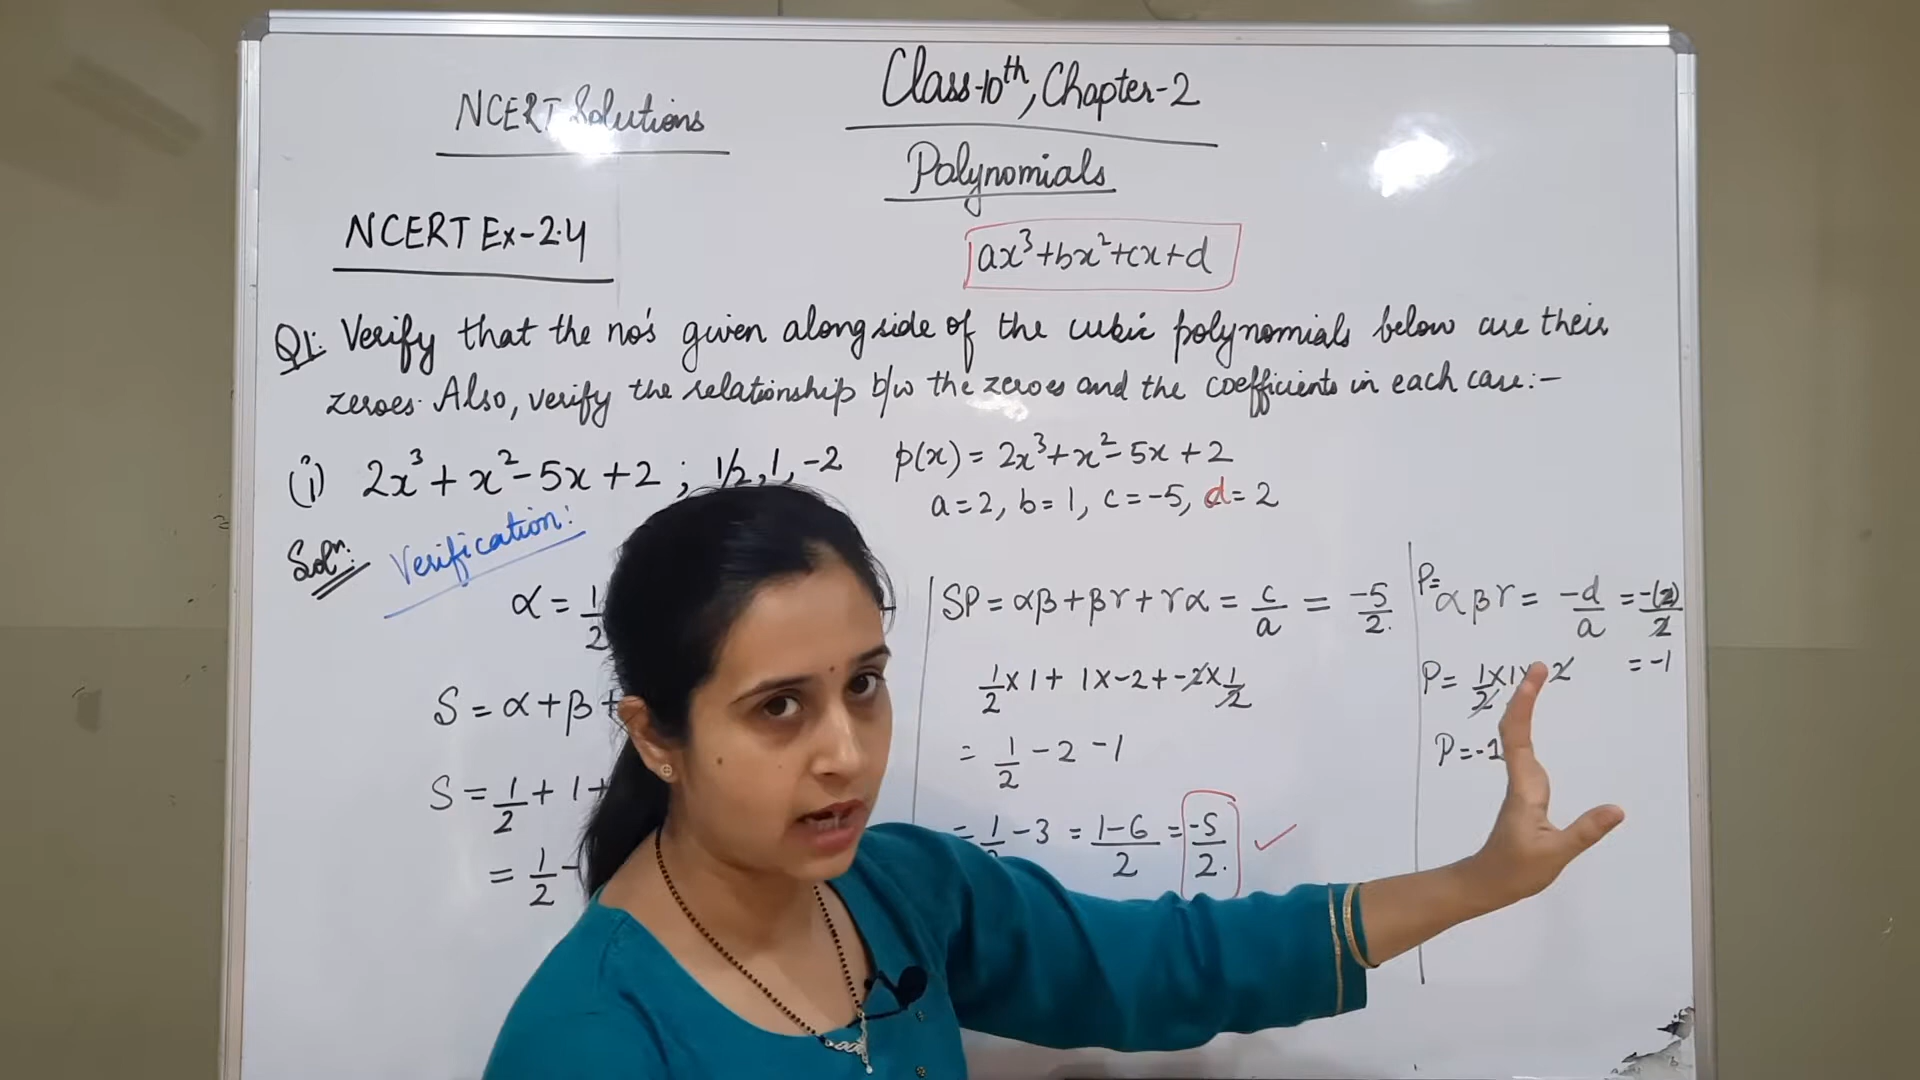 NCERT Solutions
Class-10th, Chapter-2
Polynomials
NCERT Ex-2.4
ax³+bx²+cx+d
Q1: Verify that the no's given alongside of the cubic polynomials below are their
zeroes. Also, verify the relationship b/w the zeroes and the coefficients in each case:-
(i) 2x³+x²-5x+2 ; 1/2, 1, -2
p(x) = 2x³+x²-5x+2
a=2, b=1, c=-5, d=2
Solⁿ:
Verification:
α = 1/2
S = α+β+
S = 1/2 + 1+
= 1/2 -
SP = αβ+βγ+γα = c/a = -5/2.
1/2 x 1 + 1 x -2 + -2 x 1/2
= 1/2 - 2 - 1
= 1/2 - 3 = 1-6/2 = -5/2. ✓
P= αβγ = -d/a = -(2)/2
= -1
P = 1/2 x 1 x 2
P = -1